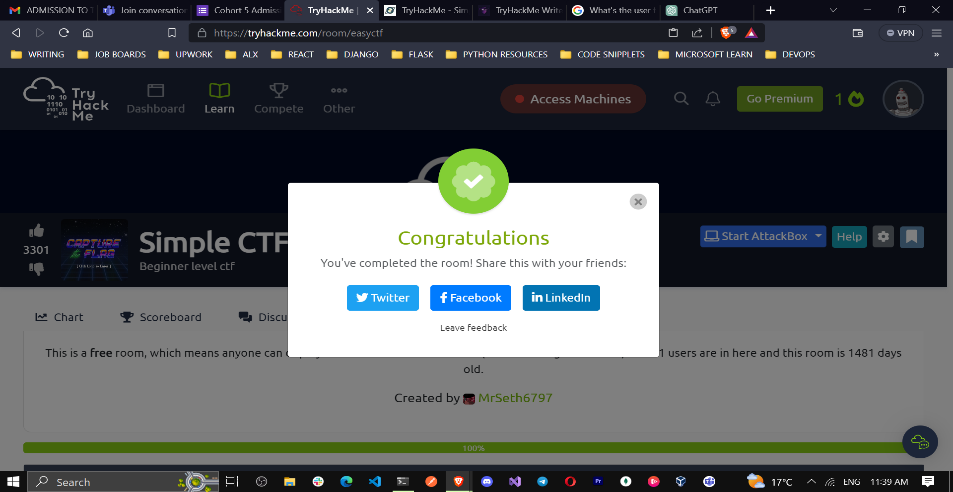 ADMISSION TO T
Join conversation
Cohort 5 Admiss
TryHackMe |
TryHackMe - Sim
TryHackMe Write
What's the user f
ChatGPT
https://tryhackme.com/room/easyctf
VPN
WRITING
JOB BOARDS
UPWORK
ALX
REACT
DJANGO
FLASK
PYTHON RESOURCES
CODE SNIPPLETS
MICROSOFT LEARN
DEVOPS
»
Try
Hack
Me
Dashboard
Learn
Compete
Other
Access Machines
Go Premium
1
3301
Simple CTF
Beginner level ctf
Start AttackBox
Help
Congratulations
You've completed the room! Share this with your friends:
Twitter
Facebook
LinkedIn
Leave feedback
Chart
Scoreboard
Discu
This is a free room, which means anyone can
1 users are in here and this room is 1481 days
old.
Created by MrSeth6797
100%
Search
17°C
ENG
11:39 AM